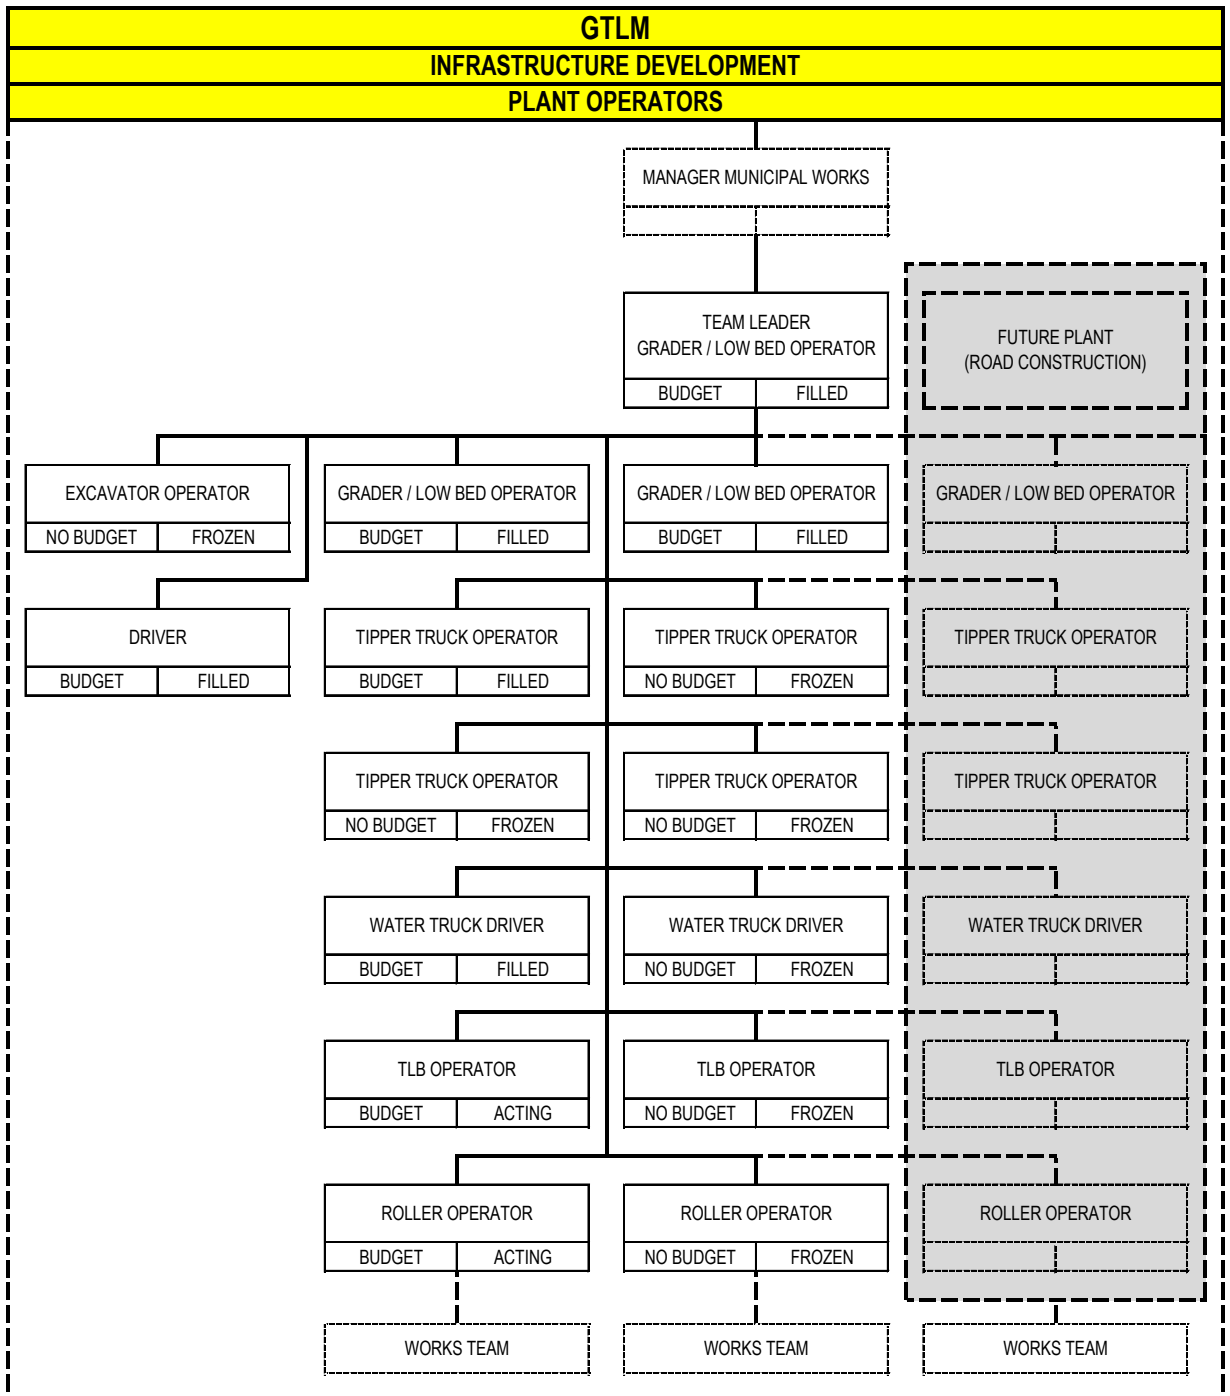 GTLM
INFRASTRUCTURE DEVELOPMENT
PLANT OPERATORS
MANAGER MUNICIPAL WORKS
TEAM LEADER
GRADER / LOW BED OPERATOR
BUDGET FILLED
FUTURE PLANT
(ROAD CONSTRUCTION)
EXCAVATOR OPERATOR GRADER / LOW BED OPERATOR GRADER / LOW BED OPERATOR GRADER / LOW BED OPERATOR
NO BUDGET FROZEN BUDGET FILLED BUDGET FILLED
DRIVER TIPPER TRUCK OPERATOR TIPPER TRUCK OPERATOR TIPPER TRUCK OPERATOR
BUDGET FILLED BUDGET FILLED NO BUDGET FROZEN
TIPPER TRUCK OPERATOR TIPPER TRUCK OPERATOR TIPPER TRUCK OPERATOR
NO BUDGET FROZEN NO BUDGET FROZEN
WATER TRUCK DRIVER WATER TRUCK DRIVER WATER TRUCK DRIVER
BUDGET FILLED NO BUDGET FROZEN
TLB OPERATOR TLB OPERATOR TLB OPERATOR
BUDGET ACTING NO BUDGET FROZEN
ROLLER OPERATOR ROLLER OPERATOR ROLLER OPERATOR
BUDGET ACTING NO BUDGET FROZEN
WORKS TEAM WORKS TEAM WORKS TEAM